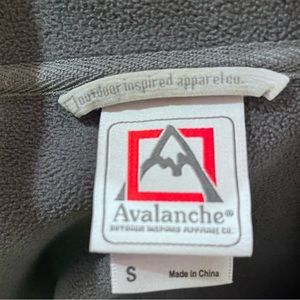 outdoor inspired apparel co.
Avalanche®
OUTDOOR INSPIRED APPAREL CO.
S
Made in China